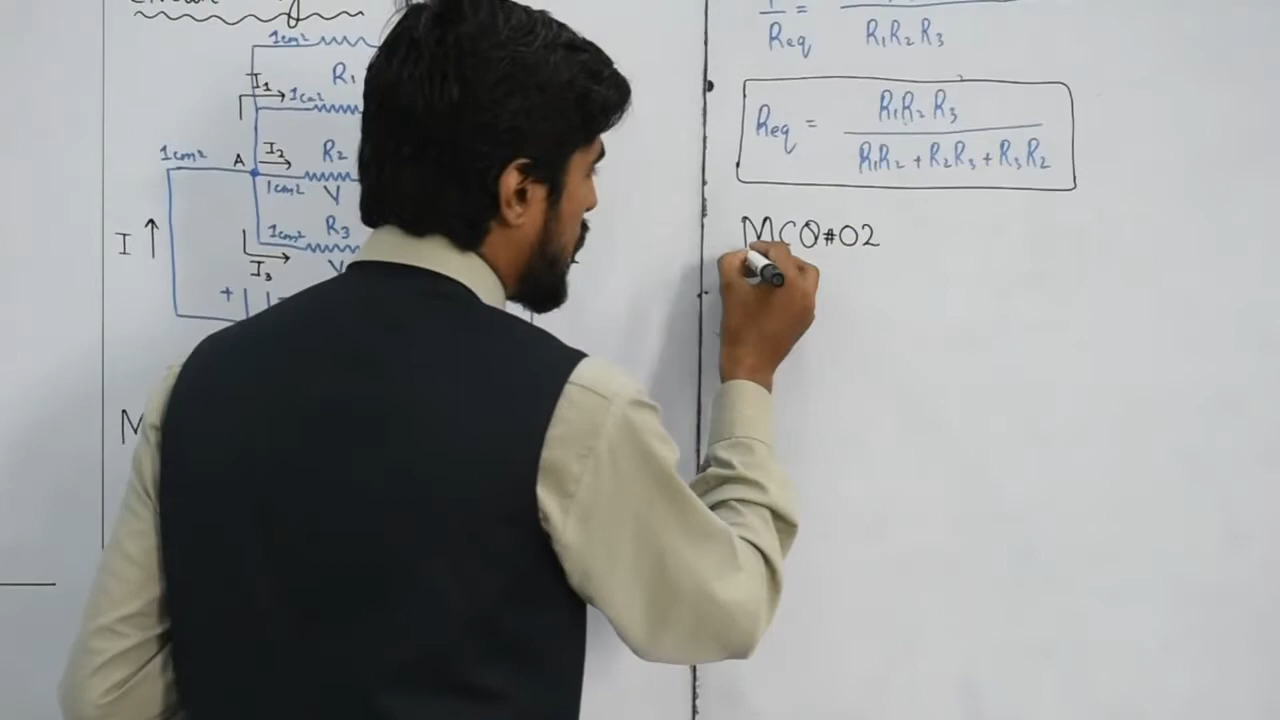 1cm²
R₁
I₁
1cm²
I₂
R₂
1cm²
A
1cm²
V
R₃
1cm²
I
I₃
V
+ -
M
1/Req =
R₁R₂R₃
Req = R₁R₂R₃ / R₁R₂ + R₂R₃ + R₃R₂
MCQ#02